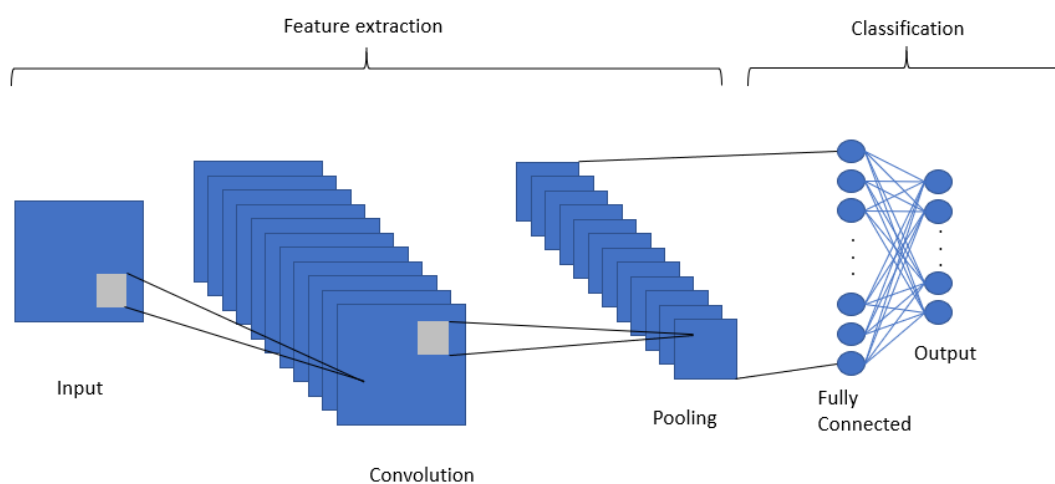 Feature extraction
Classification
Input
Convolution
Pooling
Fully
Connected
Output